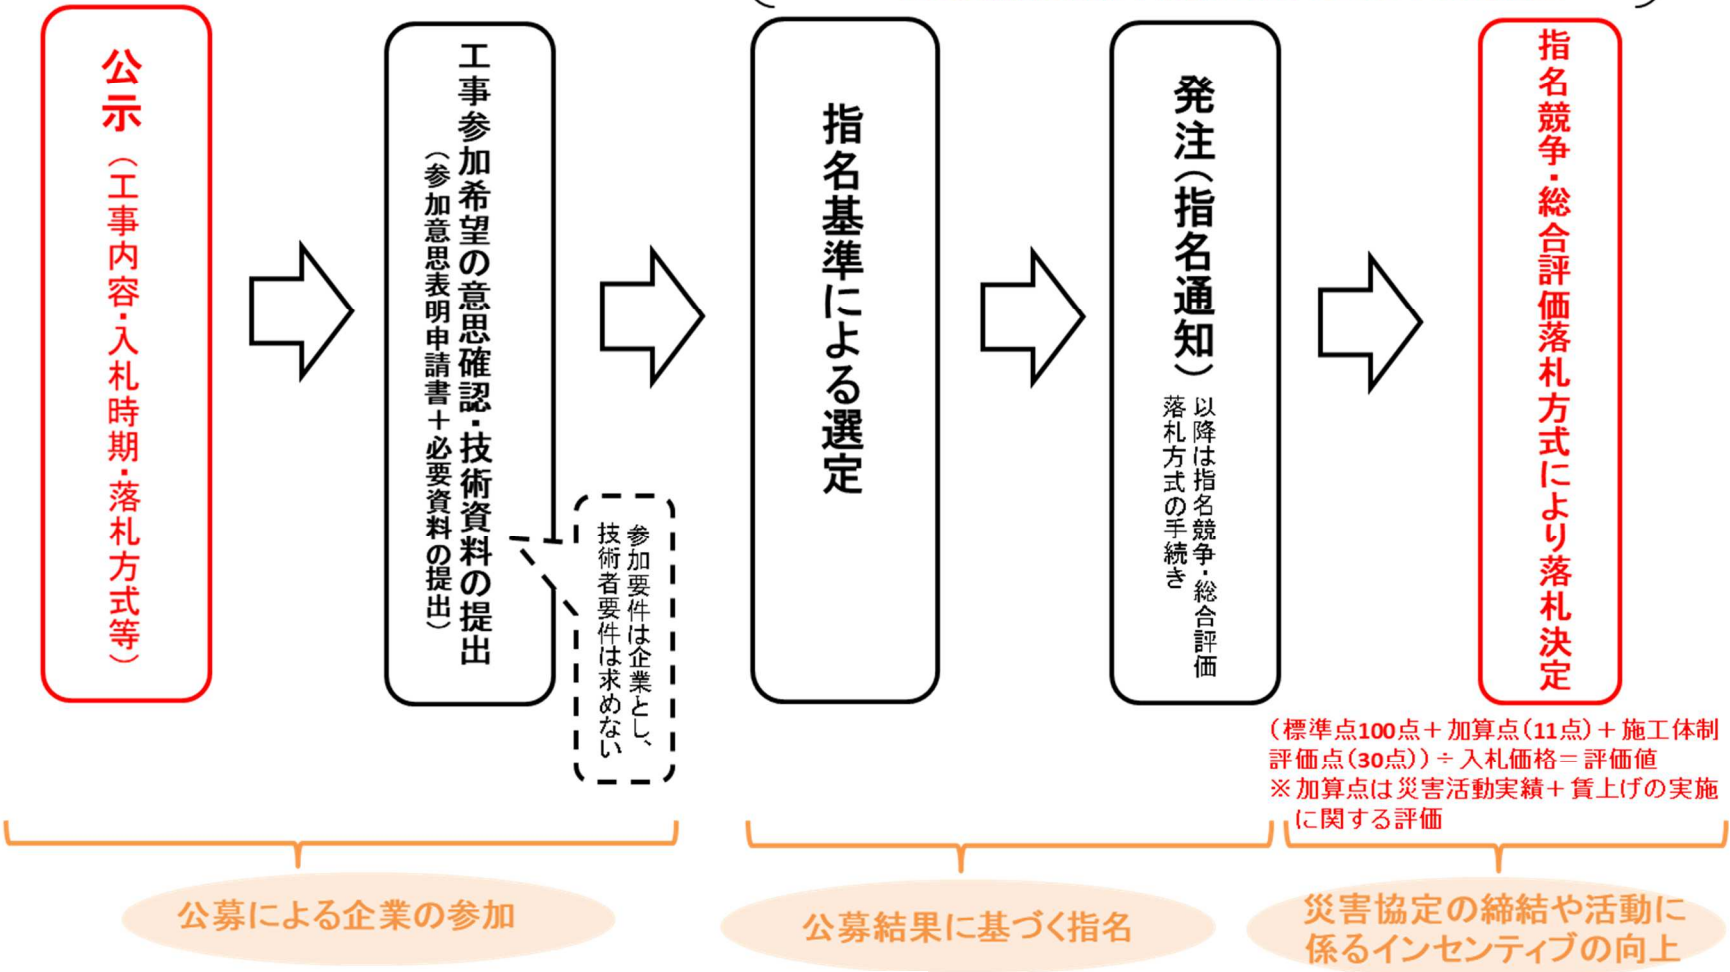 公示（工事内容・入札時期・落札方式等）
工事参加希望の意思確認・技術資料の提出
（参加意思表明申請書＋必要資料の提出）
参加要件は企業とし、
技術者要件は求めない
指名基準による選定
発注（指名通知）
以降は指名競争・総合評価
落札方式の手続き
指名競争・総合評価落札方式により落札決定
（標準点100点＋加算点（11点）＋施工体制
評価点（30点））÷入札価格＝評価値
※加算点は災害活動実績＋賃上げの実施
に関する評価
公募による企業の参加
公募結果に基づく指名
災害協定の締結や活動に
係るインセンティブの向上